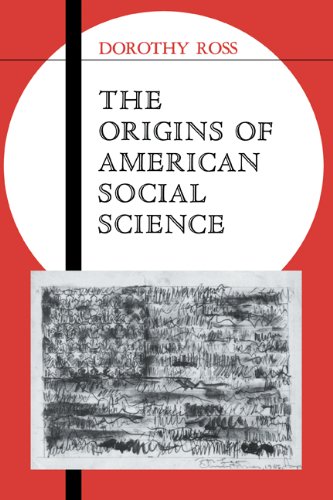 DOROTHY ROSS
THE
ORIGINS OF
AMERICAN
SOCIAL
SCIENCE